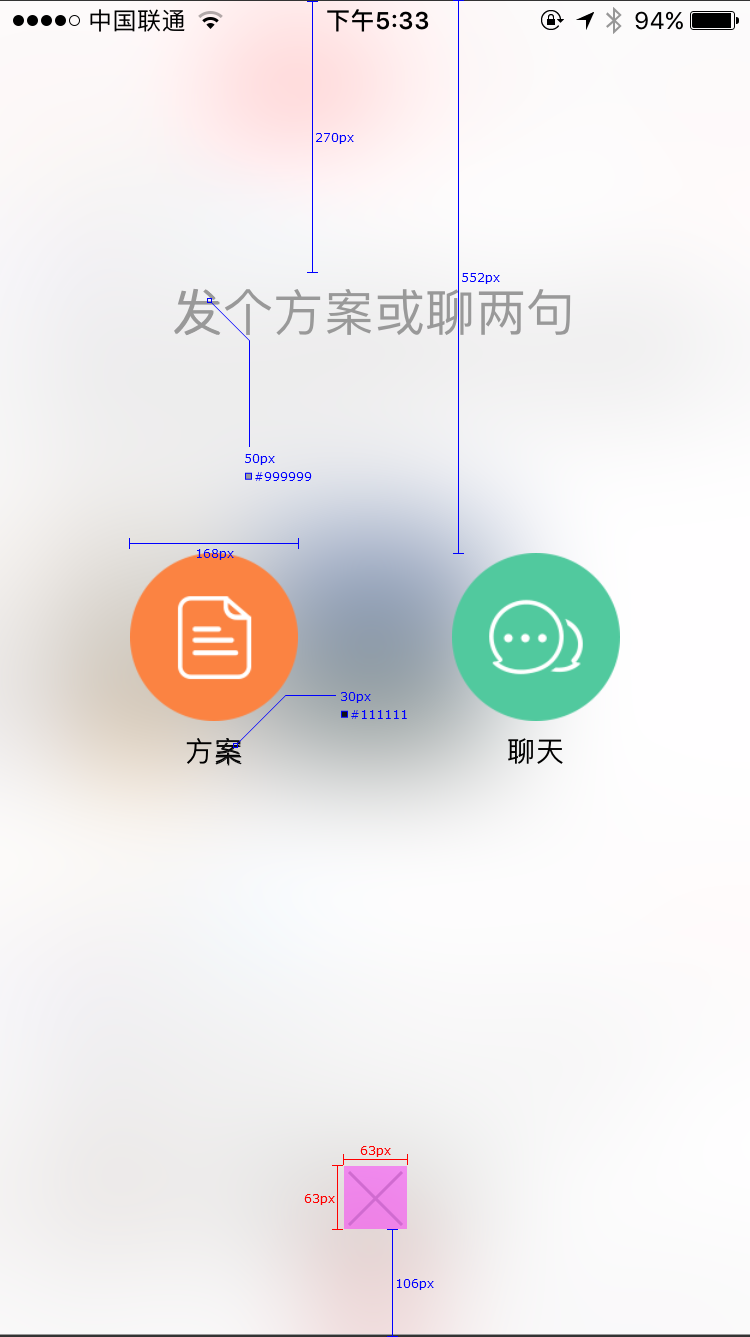 中国联通 下午5:33 94%
270px
552px
发个方案或聊两句
50px
#999999
168px
30px
#111111
方案 聊天
63px
63px
106px